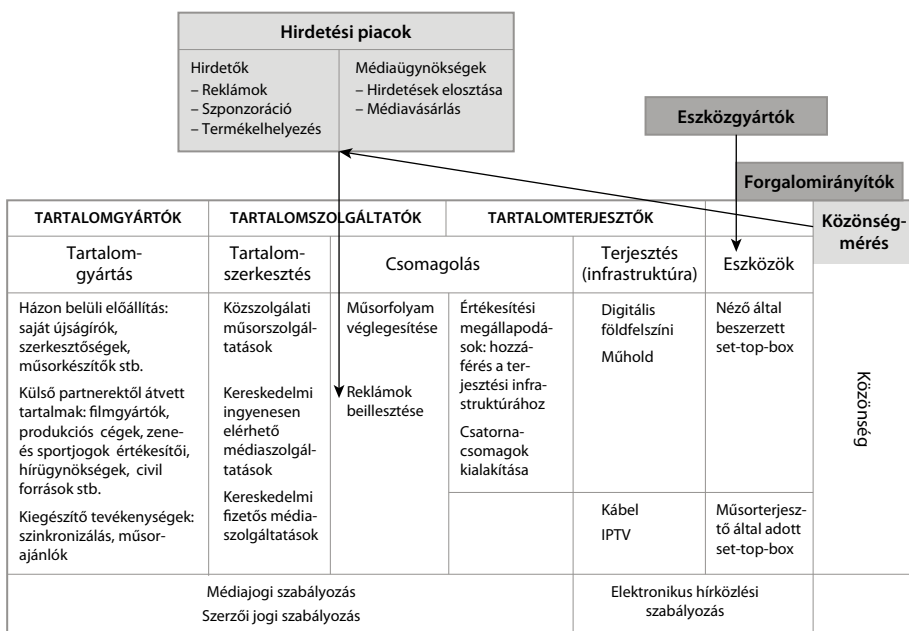 Hirdetési piacok
Hirdetők
– Reklámok
– Szponzoráció
– Termékelhelyezés
Médiaügynökségek
– Hirdetések elosztása
– Médiavásárlás
Eszközgyártók
Forgalomirányítók
TARTALOMGYÁRTÓK
TARTALOMSZOLGÁLTATÓK
TARTALOMTERJESZTŐK
Közönség-
mérés
Tartalom-
gyártás
Tartalom-
szerkesztés
Csomagolás
Terjesztés
(infrastruktúra)
Eszközök
Házon belüli előállítás:
saját újságírók,
szerkesztőségek,
műsorkészítők stb.
Külső partnerektől átvett
tartalmak: filmgyártók,
produkciós cégek, zene-
és sportjogok értékesítői,
hírügynökségek, civil
források stb.
Kiegészítő tevékenységek:
szinkronizálás, műsor-
ajánlók
Közszolgálati
műsorszolgál-
tatások
Kereskedelmi
ingyenesen
elérhető
médiaszolgál-
tatások
Kereskedelmi
fizetős média-
szolgáltatások
Műsorfolyam
véglegesítése
Reklámok
beillesztése
Értékesítési
megállapodá-
sok: hozzá-
férés a ter-
jesztési infra-
struktúrához
Csatorna-
csomagok
kialakítása
Digitális
földfelszíni
Műhold
Kábel
IPTV
Néző által
beszerzett
set-top-box
Műsorterjesz-
tő által adott
set-top-box
Közönség
Médiajogi szabályozás
Szerzői jogi szabályozás
Elektronikus hírközlési
szabályozás